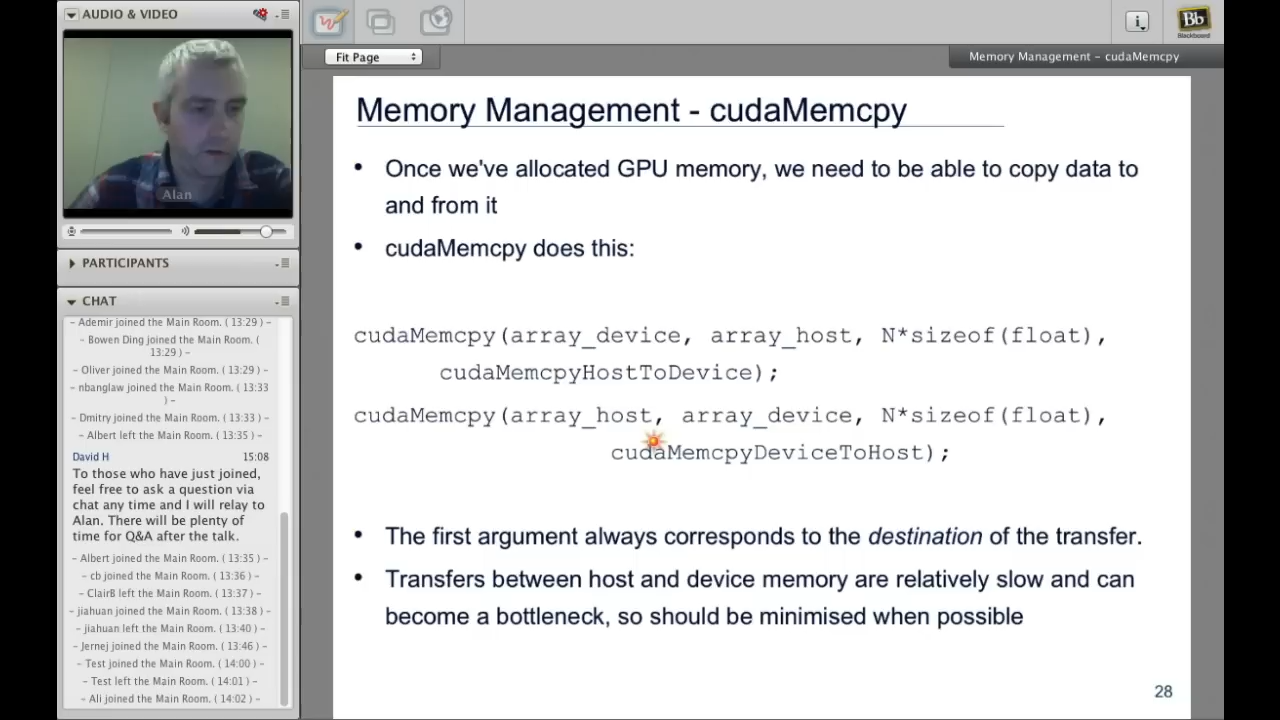 AUDIO & VIDEO
Alan
PARTICIPANTS
CHAT
- Ademir joined the Main Room. ( 13:29 ) -
- Bowen Ding joined the Main Room. (
13:29 ) -
- Oliver joined the Main Room. ( 13:29 ) -
- nbanglaw joined the Main Room. ( 13:33
) -
- Dmitry joined the Main Room. ( 13:33 ) -
- Albert left the Main Room. ( 13:35 ) -
David H 15:08
To those who have just joined,
feel free to ask a question via
chat any time and I will relay to
Alan. There will be plenty of
time for Q&A after the talk.
- Albert joined the Main Room. ( 13:35 ) -
- cb joined the Main Room. ( 13:36 ) -
- ClairB left the Main Room. ( 13:37 ) -
- jiahuan joined the Main Room. ( 13:38 ) -
- jiahuan left the Main Room. ( 13:40 ) -
- Jernej joined the Main Room. ( 13:46 ) -
- Test joined the Main Room. ( 14:00 ) -
- Test left the Main Room. ( 14:01 ) -
- Ali joined the Main Room. ( 14:02 ) -
i
Bb
Blackboard
Fit Page
Memory Management - cudaMemcpy
Memory Management - cudaMemcpy
• Once we've allocated GPU memory, we need to be able to copy data to
and from it
• cudaMemcpy does this:
cudaMemcpy(array_device, array_host, N*sizeof(float),
cudaMemcpyHostToDevice);
cudaMemcpy(array_host, array_device, N*sizeof(float),
cudaMemcpyDeviceToHost);
• The first argument always corresponds to the destination of the transfer.
• Transfers between host and device memory are relatively slow and can
become a bottleneck, so should be minimised when possible
28